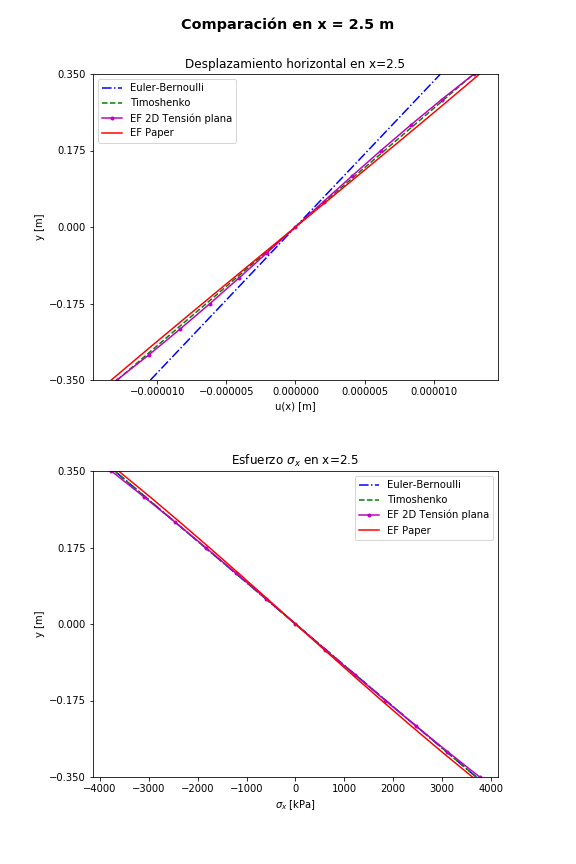 Comparación en x = 2.5 m
Desplazamiento horizontal en x=2.5
Euler-Bernoulli
Timoshenko
EF 2D Tensión plana
EF Paper
0.350
0.175
0.000
−0.175
−0.350
y [m]
−0.000010 −0.000005 0.000000 0.000005 0.000010
u(x) [m]
Esfuerzo σx en x=2.5
Euler-Bernoulli
Timoshenko
EF 2D Tensión plana
EF Paper
0.350
0.175
0.000
−0.175
−0.350
y [m]
−4000 −3000 −2000 −1000 0 1000 2000 3000 4000
σx [kPa]